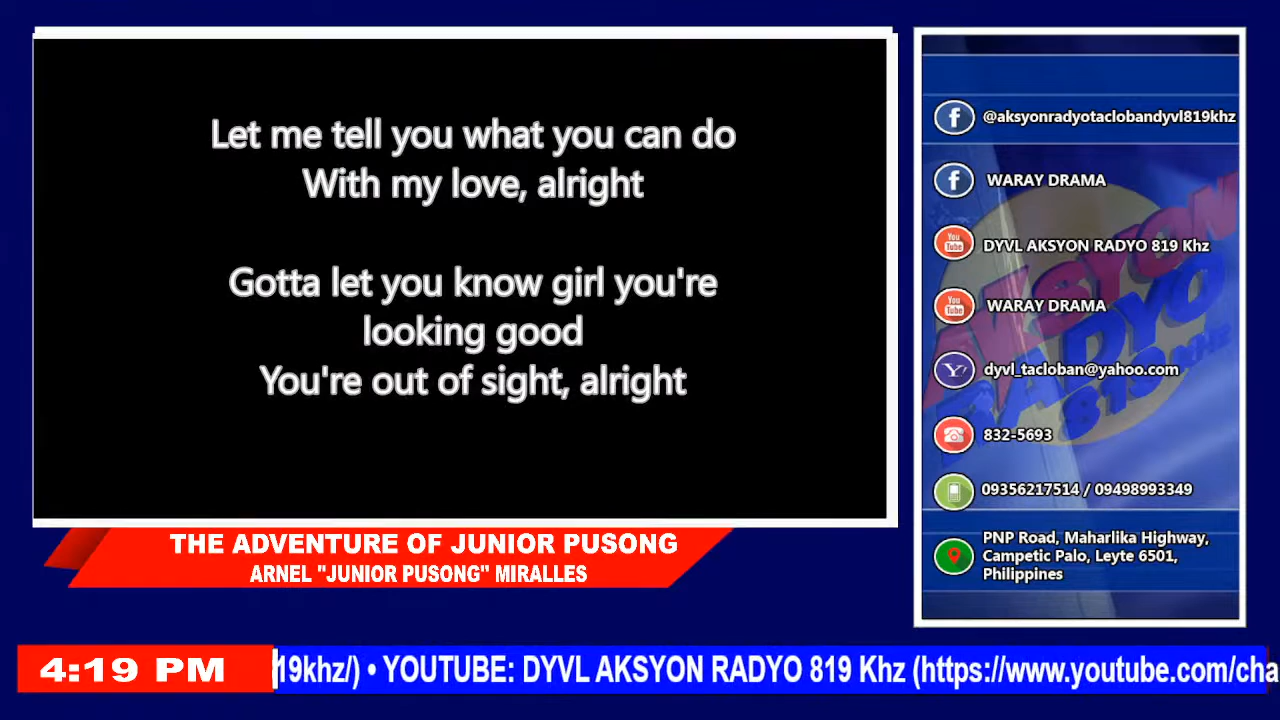 Let me tell you what you can do
With my love, alright
Gotta let you know girl you're
looking good
You're out of sight, alright
THE ADVENTURE OF JUNIOR PUSONG
ARNEL "JUNIOR PUSONG" MIRALLES
@aksyonradyotaclobandyvl819khz
WARAY DRAMA
DYVL AKSYON RADYO 819 Khz
WARAY DRAMA
dyvl_tacloban@yahoo.com
832-5693
09356217514 / 09498993349
PNP Road, Maharlika Highway,
Campetic Palo, Leyte 6501,
Philippines
AKSYON
RADYO
819 KHZ
4:19 PM
19khz/) • YOUTUBE: DYVL AKSYON RADYO 819 Khz (https://www.youtube.com/cha